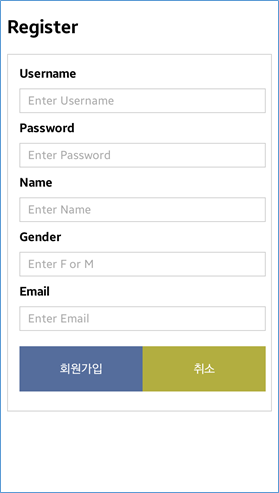 Register
Username
Enter Username
Password
Enter Password
Name
Enter Name
Gender
Enter F or M
Email
Enter Email
회원가입 취소